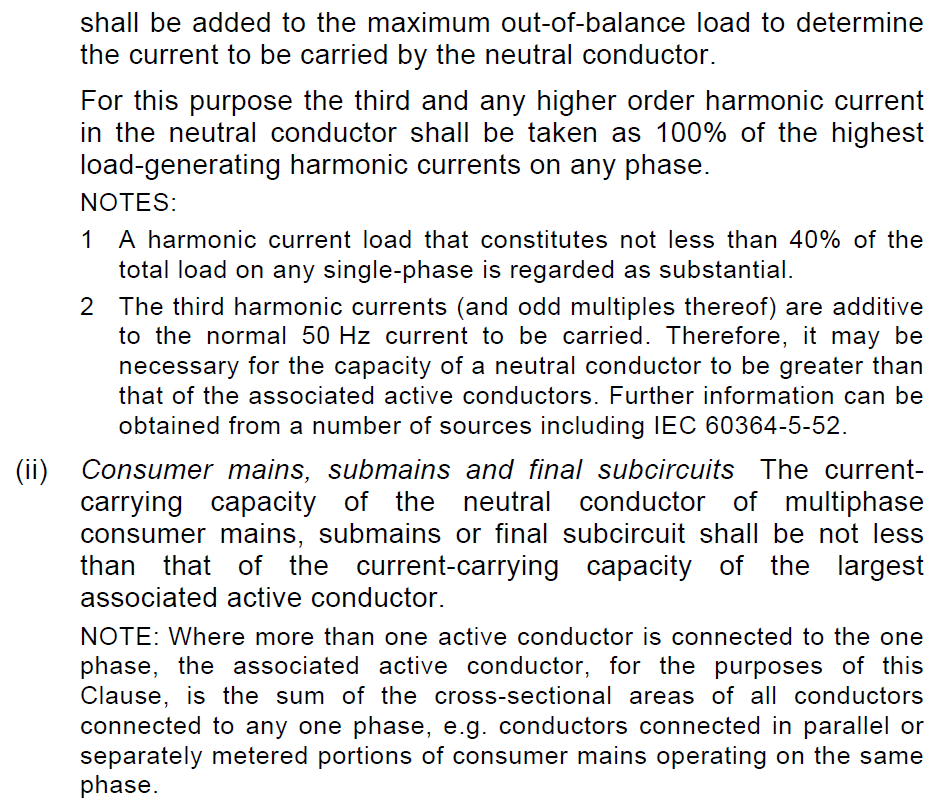 shall be added to the maximum out-of-balance load to determine
the current to be carried by the neutral conductor.
For this purpose the third and any higher order harmonic current
in the neutral conductor shall be taken as 100% of the highest
load-generating harmonic currents on any phase.
NOTES:
1 A harmonic current load that constitutes not less than 40% of the
total load on any single-phase is regarded as substantial.
2 The third harmonic currents (and odd multiples thereof) are additive
to the normal 50 Hz current to be carried. Therefore, it may be
necessary for the capacity of a neutral conductor to be greater than
that of the associated active conductors. Further information can be
obtained from a number of sources including IEC 60364-5-52.
(ii) Consumer mains, submains and final subcircuits The current-
carrying capacity of the neutral conductor of multiphase
consumer mains, submains or final subcircuit shall be not less
than that of the current-carrying capacity of the largest
associated active conductor.
NOTE: Where more than one active conductor is connected to the one
phase, the associated active conductor, for the purposes of this
Clause, is the sum of the cross-sectional areas of all conductors
connected to any one phase, e.g. conductors connected in parallel or
separately metered portions of consumer mains operating on the same
phase.